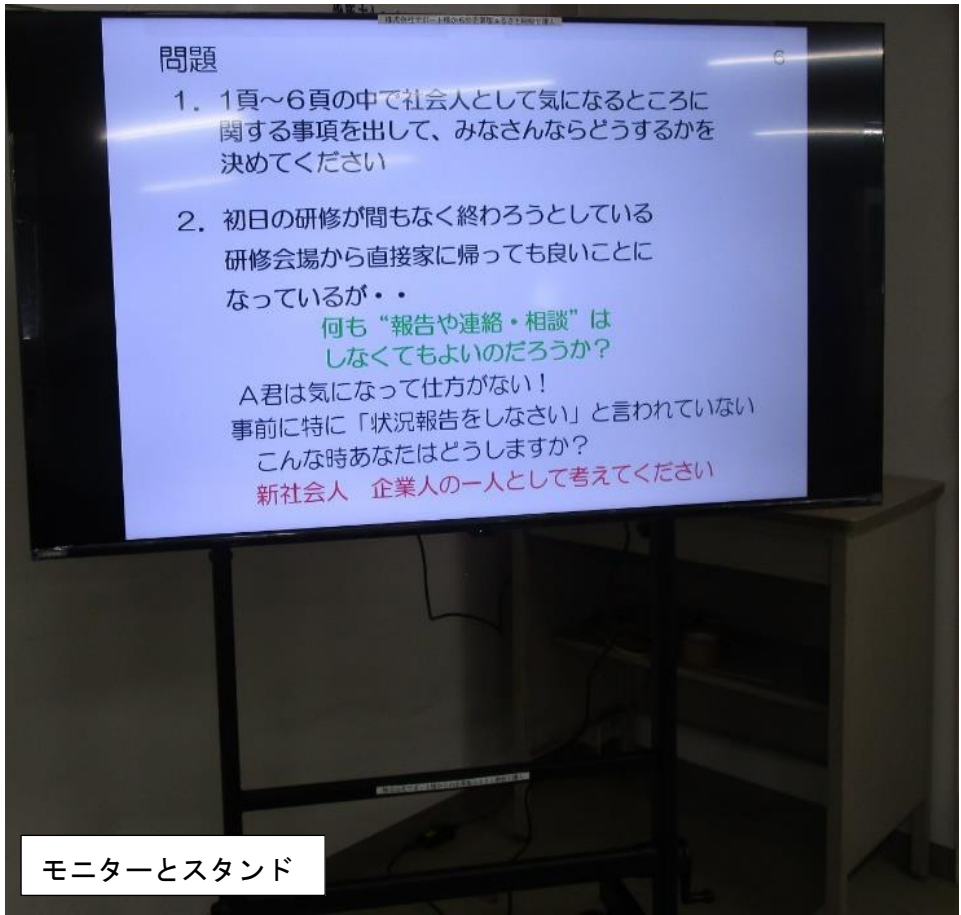 問題
6
1. 1頁~6頁の中で社会人として気になるところに
関する事項を出して、みなさんならどうするかを
決めてください
2. 初日の研修が間もなく終わろうとしている
研修会場から直接家に帰っても良いことに
なっているが・・
何も“報告や連絡・相談”は
しなくてもよいのだろうか?
A君は気になって仕方がない!
事前に特に「状況報告をしなさい」と言われていない
こんな時あなたはどうしますか?
新社会人 企業人の一人として考えてください
モニターとスタンド